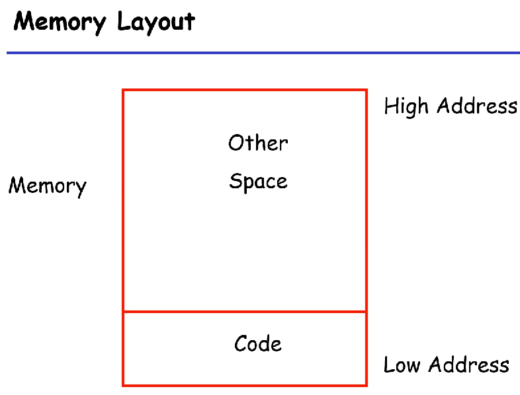 Memory Layout
High Address
Other
Memory
Space
Code
Low Address